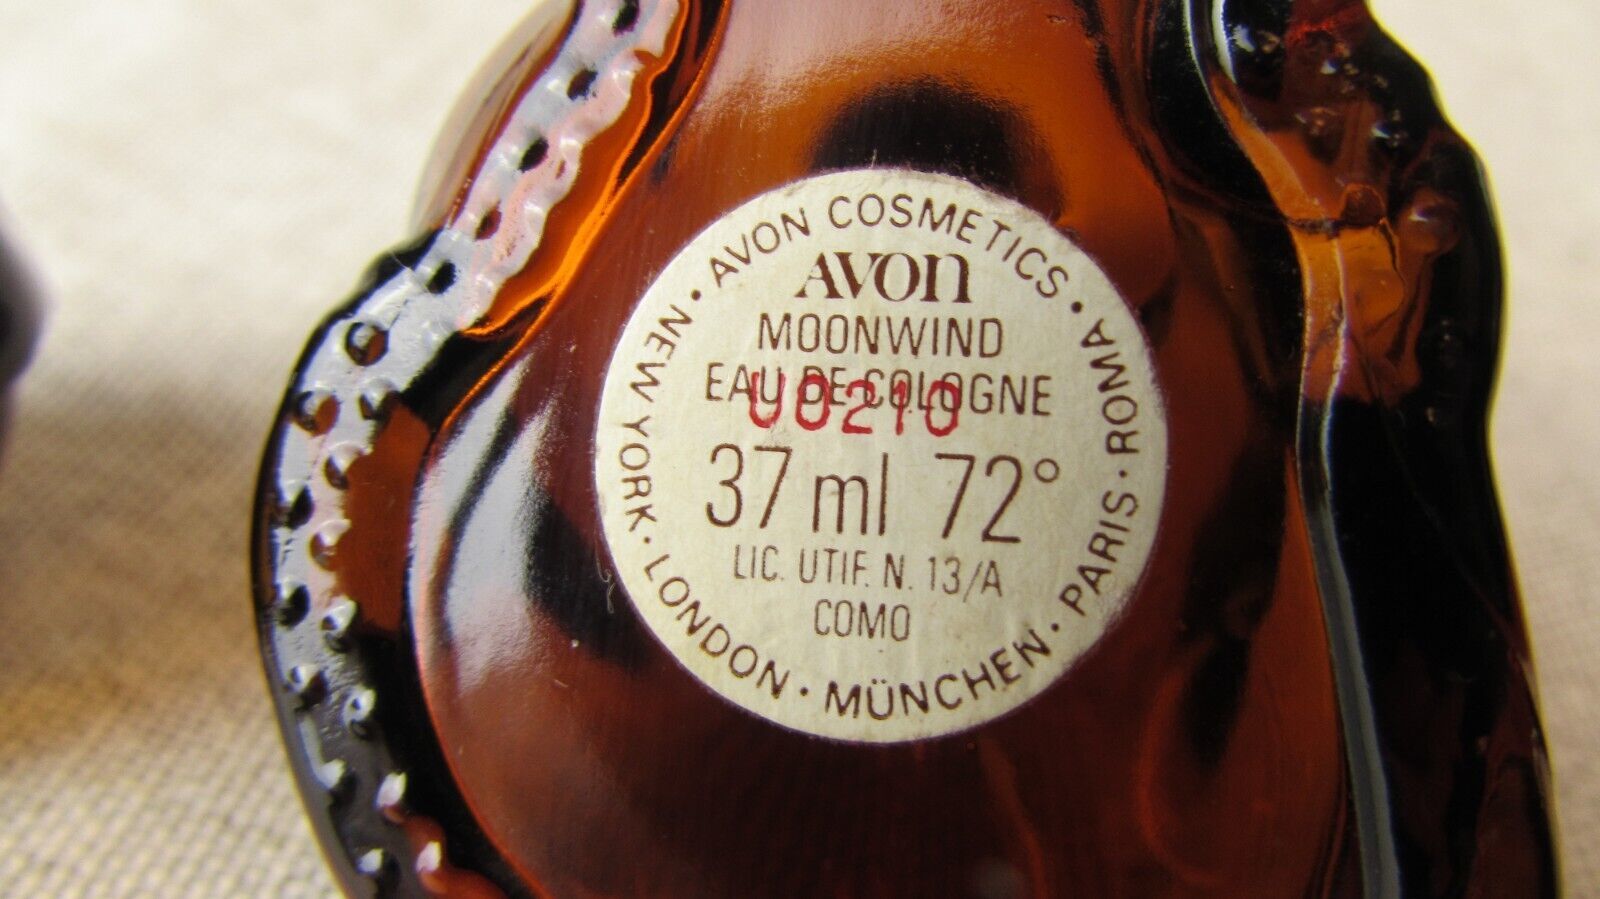 AVON COSMETICS • ROMA • PARIS • MÜNCHEN • LONDON • NEW YORK •
AVON
MOONWIND
EAU DE COLOGNE
U0210
37 ml 72°
LIC. UTIF. N. 13/A
COMO